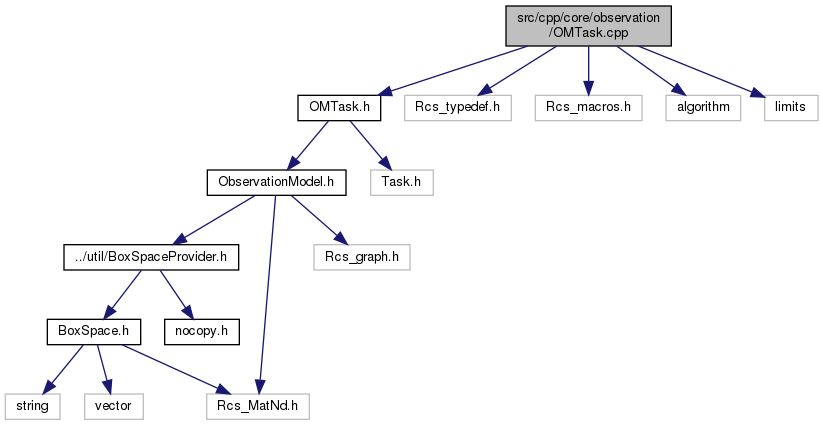 src/cpp/core/observation
/OMTask.cpp
OMTask.h
Rcs_typedef.h
Rcs_macros.h
algorithm
limits
ObservationModel.h
Task.h
../util/BoxSpaceProvider.h
Rcs_graph.h
BoxSpace.h
nocopy.h
string
vector
Rcs_MatNd.h